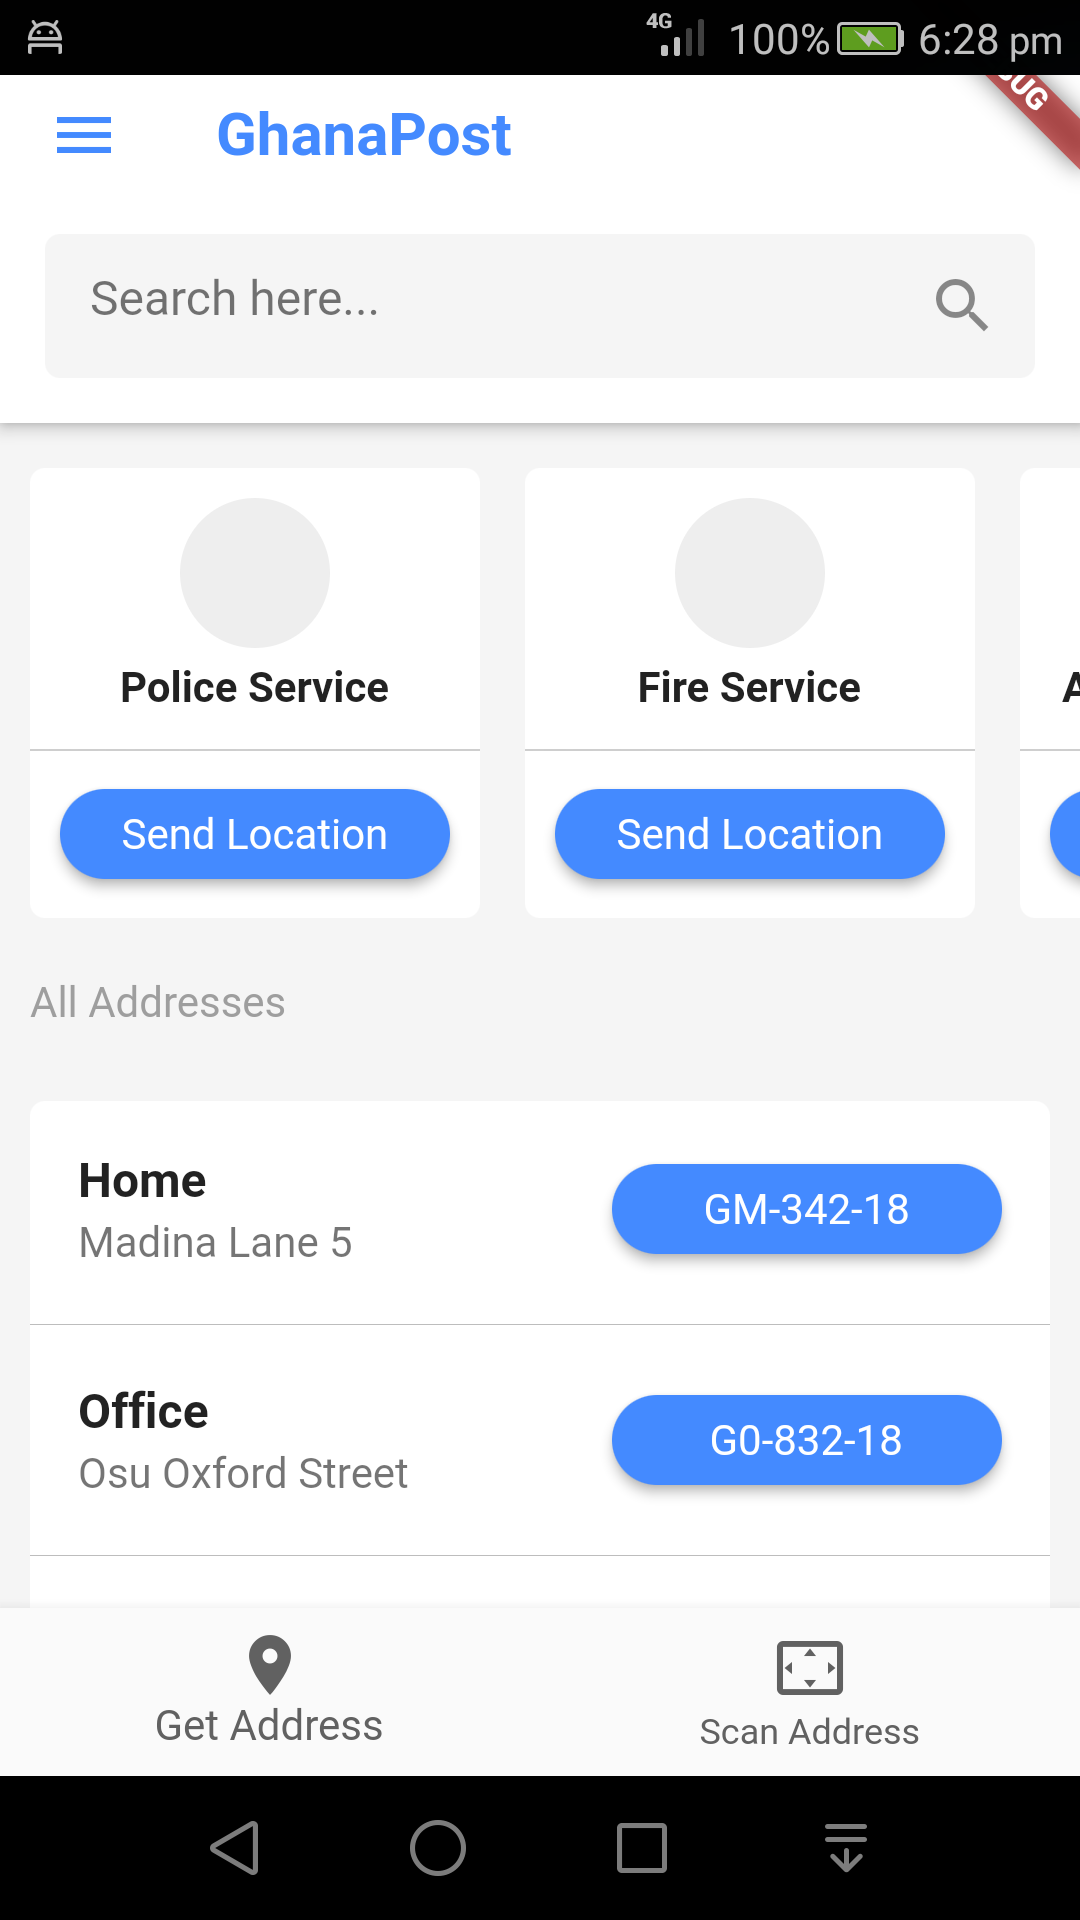 4G 100% 6:28 pm
GhanaPost
Search here...
Police Service
Fire Service
Send Location
Send Location
All Addresses
Home
Madina Lane 5
GM-342-18
Office
Osu Oxford Street
G0-832-18
Get Address
Scan Address